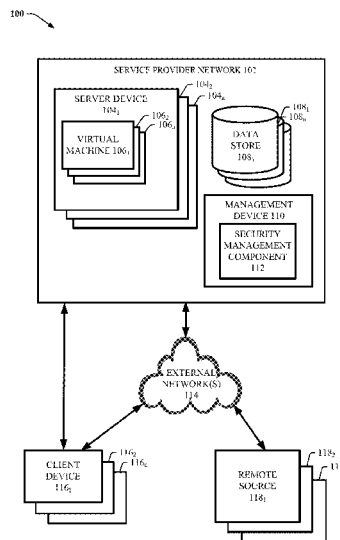 100
SERVICE PROVIDER NETWORK 102
SERVER DEVICE
104₁
104₂
104ₙ
VIRTUAL
MACHINE 106₁
106₂
106ₙ
DATA
STORE
108₁
108₁
108ₙ
MANAGEMENT
DEVICE 110
SECURITY
MANAGEMENT
COMPONENT
112
EXTERNAL
NETWORK(S)
114
CLIENT
DEVICE
116₁
116₂
116ₙ
REMOTE
SOURCE
118₁
118₂